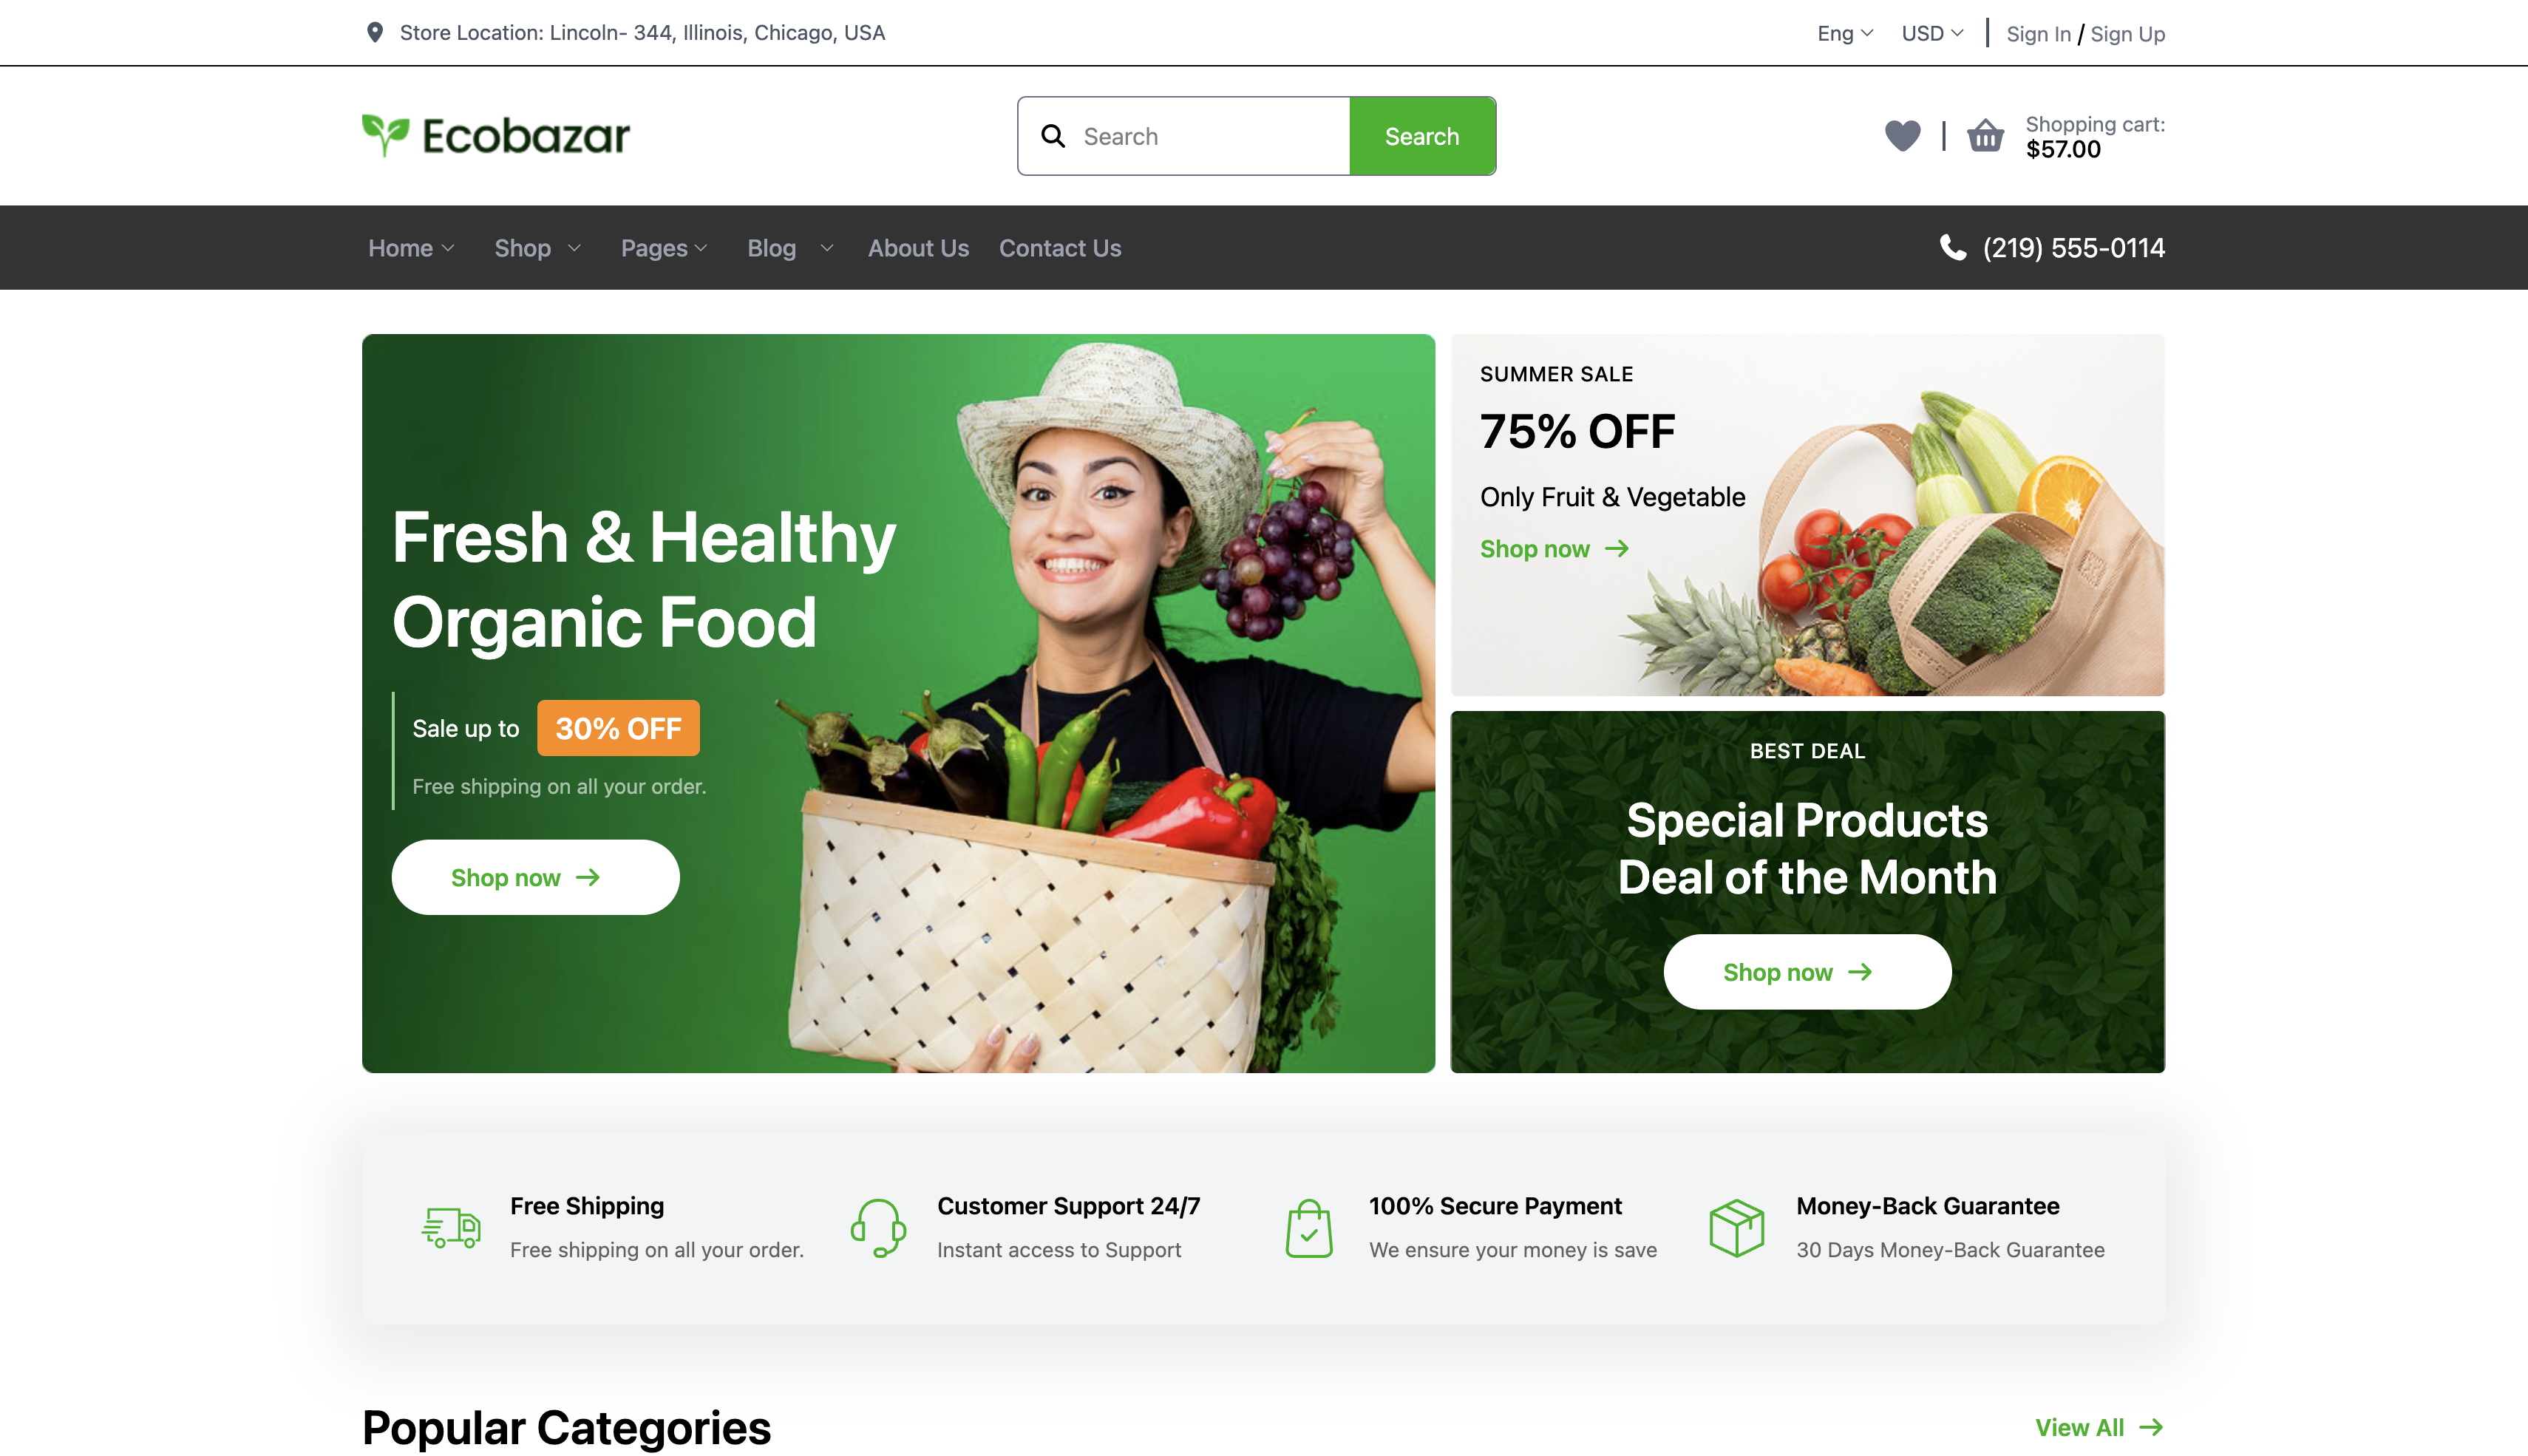 Store Location: Lincoln- 344, Illinois, Chicago, USA
Eng
USD
Sign In / Sign Up
Ecobazar
Search
Search
Shopping cart:
$57.00
Home
Shop
Pages
Blog
About Us
Contact Us
(219) 555-0114
Fresh & Healthy
Organic Food
Sale up to
30% OFF
Free shipping on all your order.
Shop now
SUMMER SALE
75% OFF
Only Fruit & Vegetable
Shop now
BEST DEAL
Special Products
Deal of the Month
Shop now
Free Shipping
Free shipping on all your order.
Customer Support 24/7
Instant access to Support
100% Secure Payment
We ensure your money is save
Money-Back Guarantee
30 Days Money-Back Guarantee
Popular Categories
View All